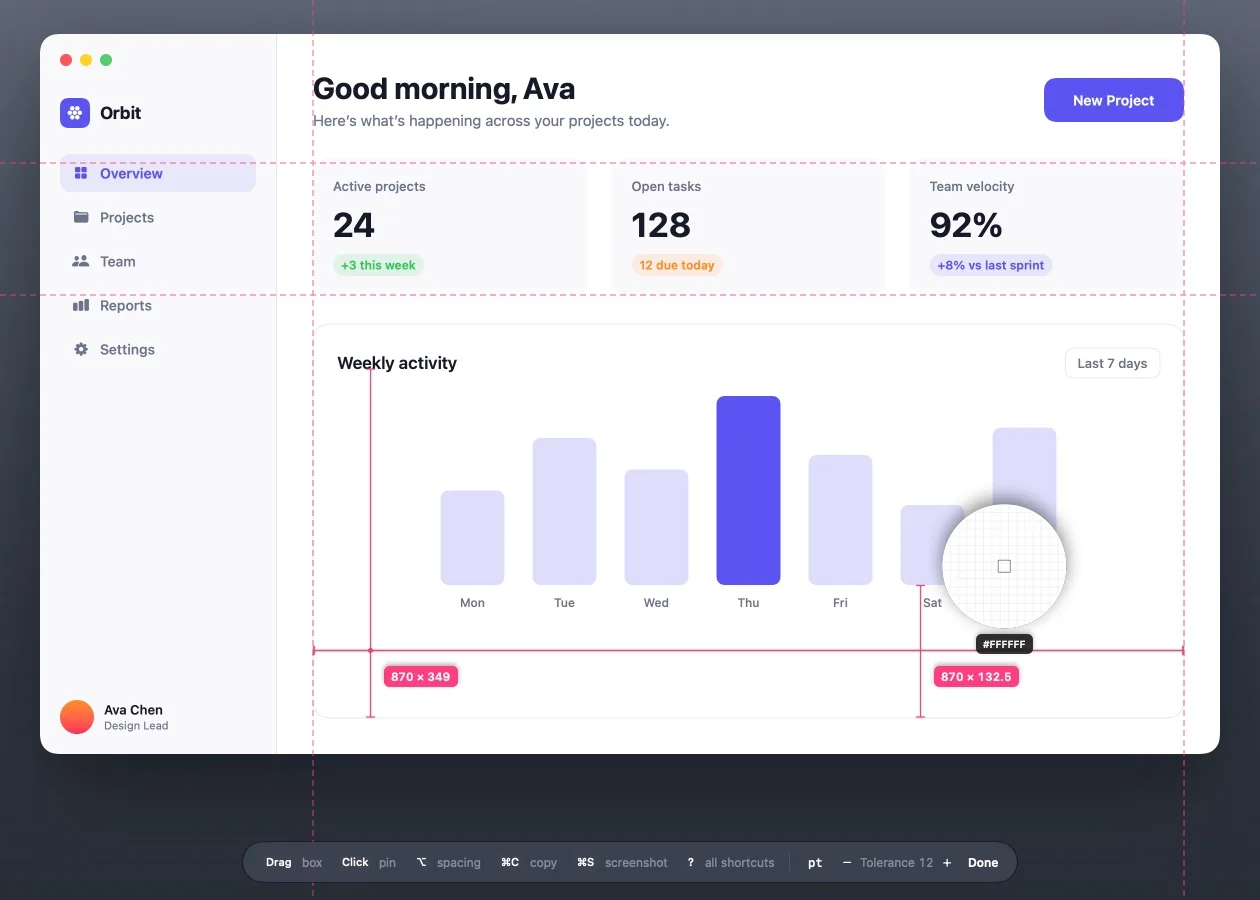 Orbit
Overview
Projects
Team
Reports
Settings
Ava Chen
Design Lead
Good morning, Ava
Here’s what’s happening across your projects today.
New Project
Active projects
24
+3 this week
Open tasks
128
12 due today
Team velocity
92%
+8% vs last sprint
Weekly activity
Last 7 days
Mon Tue Wed Thu Fri Sat
#FFFFFF
870 × 349
870 × 132.5
Drag box Click pin ⌥ spacing ⌘C copy ⌘S screenshot ? all shortcuts pt − Tolerance 12 + Done